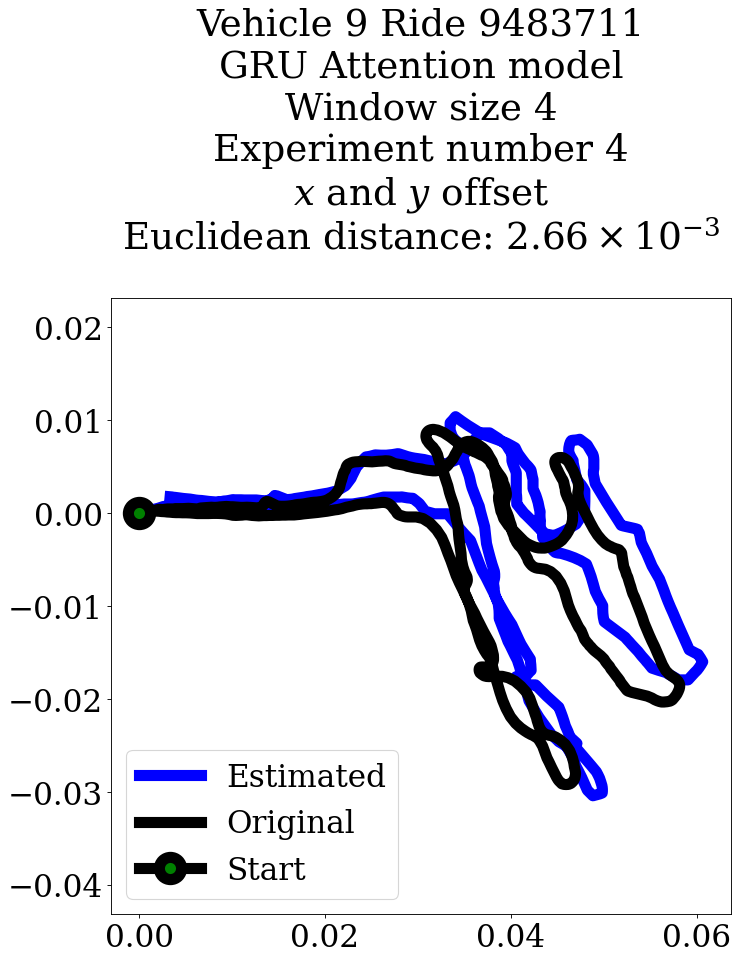 Vehicle 9 Ride 9483711
GRU Attention model
Window size 4
Experiment number 4
x and y offset
Euclidean distance: 2.66 × 10⁻³
0.02
0.01
0.00
−0.01
−0.02
−0.03
−0.04
Estimated
Original
Start
0.00 0.02 0.04 0.06